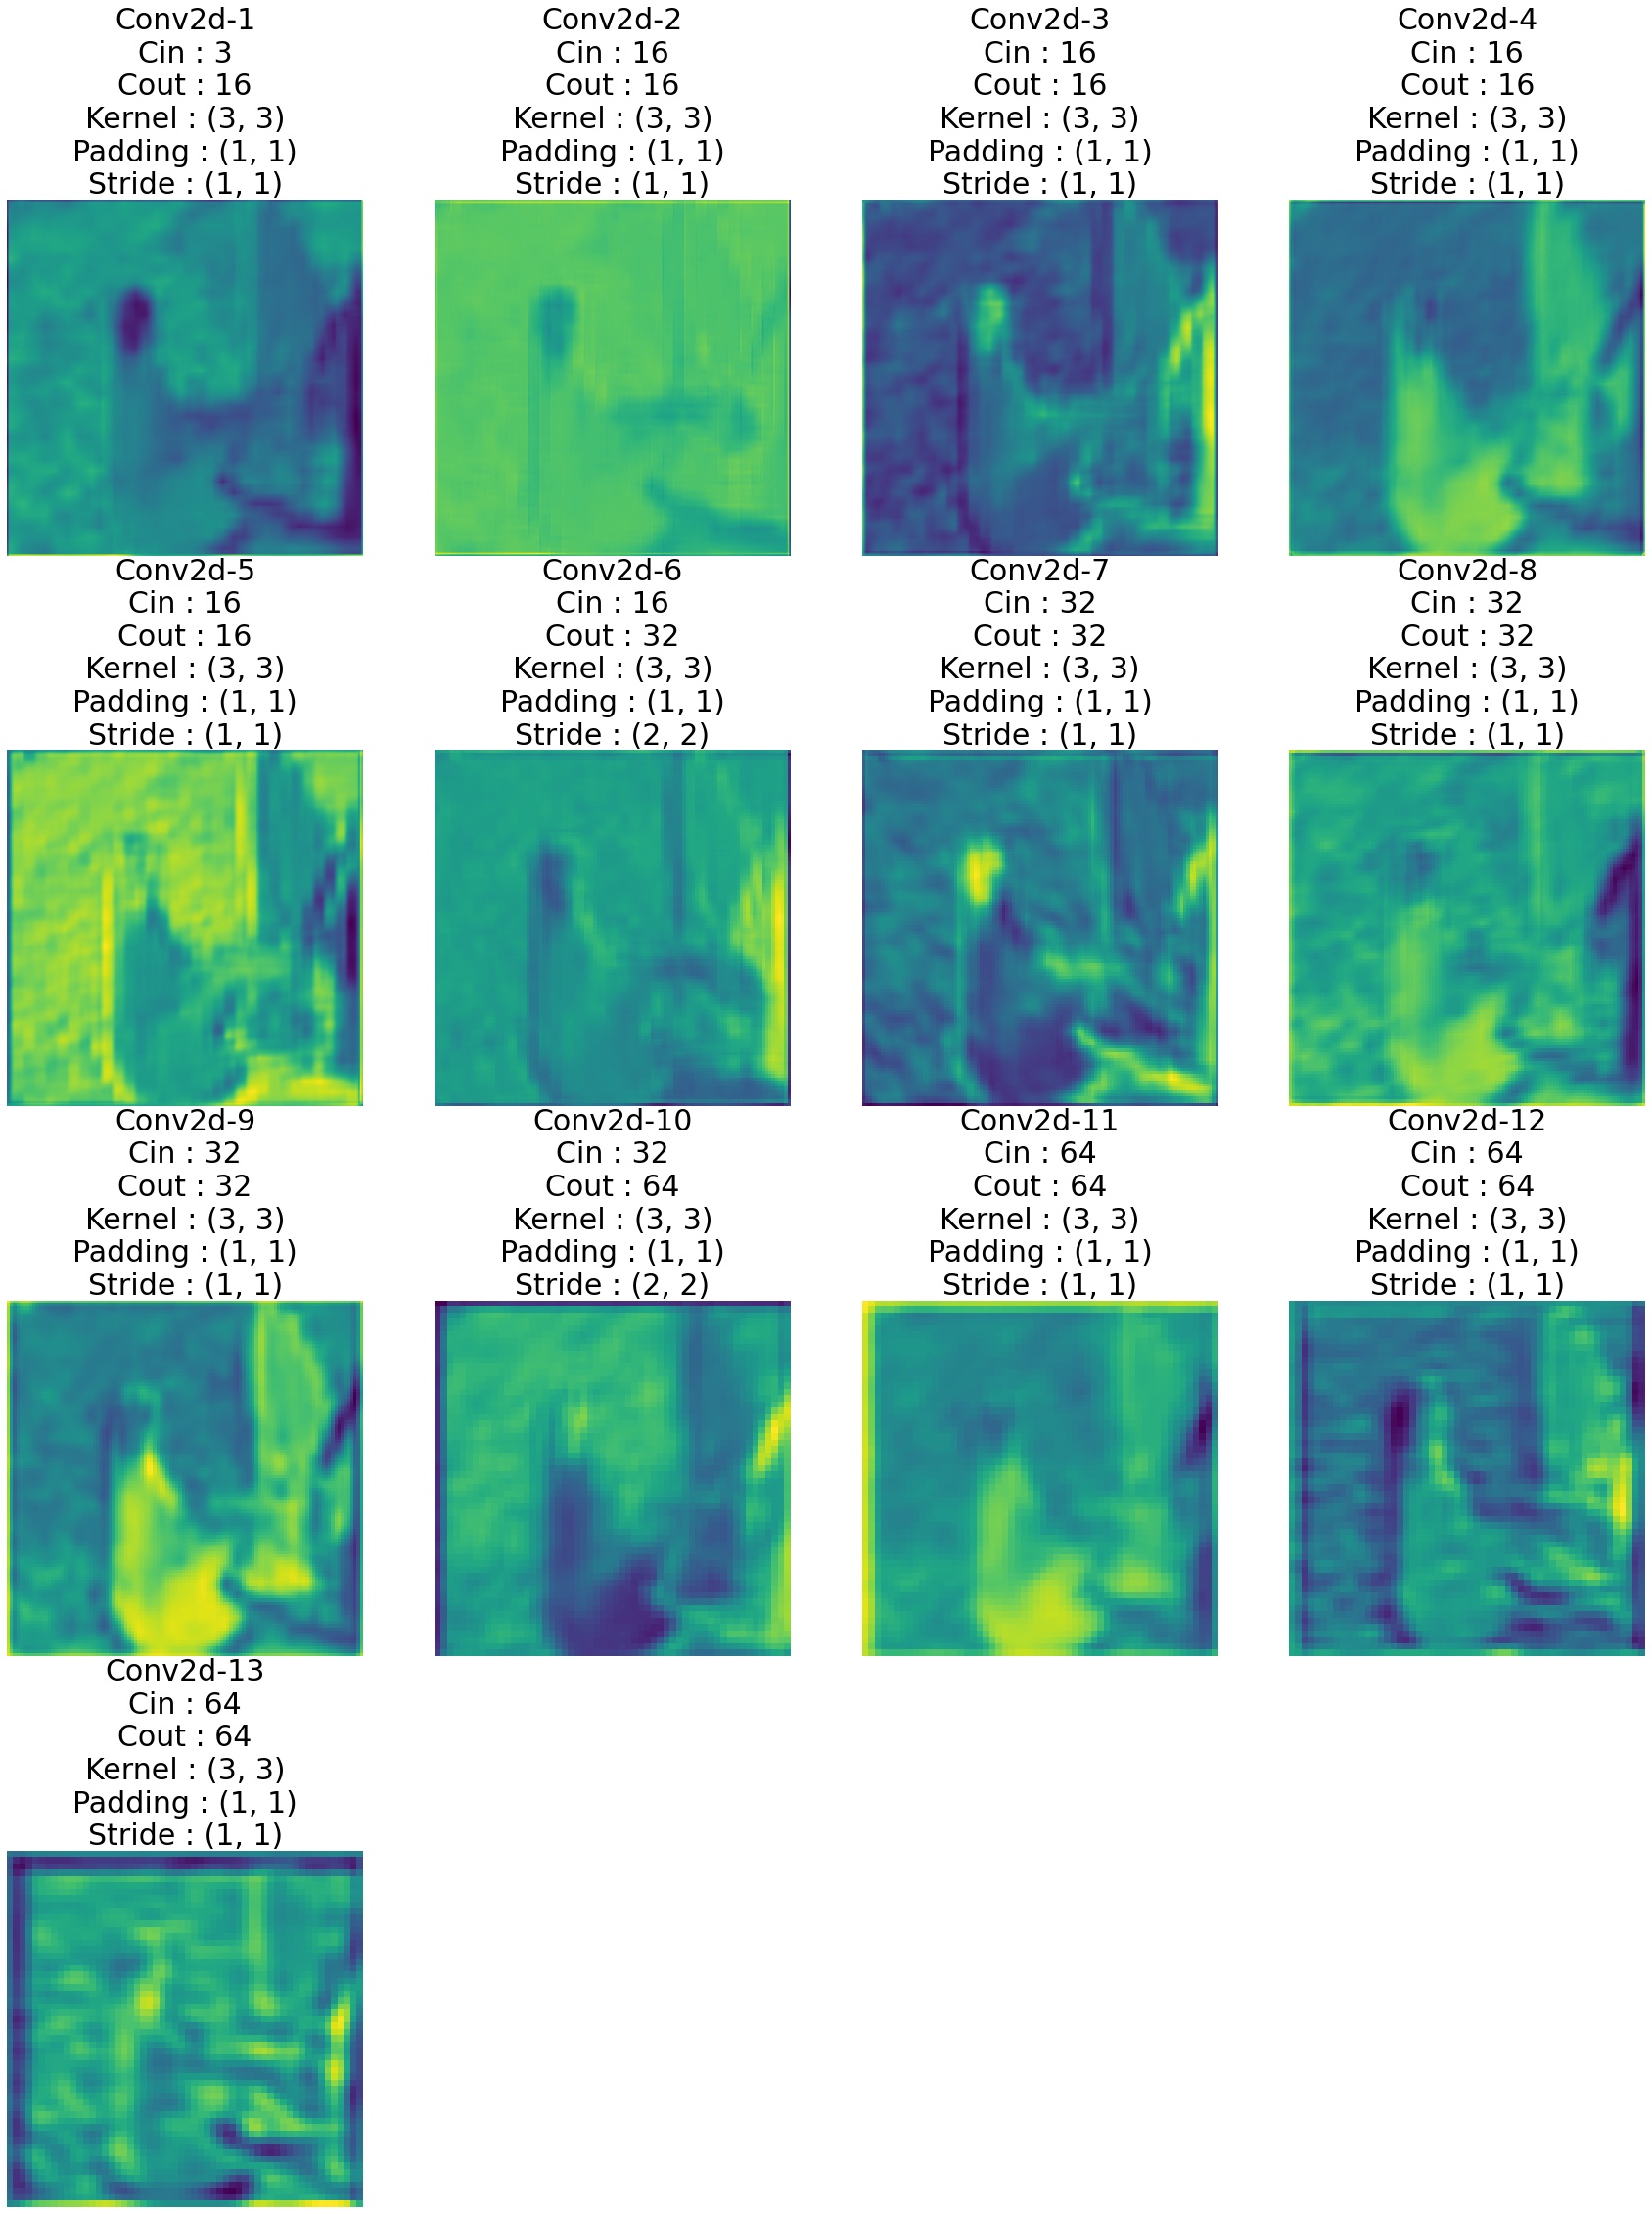 Conv2d-1
Cin : 3
Cout : 16
Kernel : (3, 3)
Padding : (1, 1)
Stride : (1, 1)
Conv2d-2
Cin : 16
Cout : 16
Kernel : (3, 3)
Padding : (1, 1)
Stride : (1, 1)
Conv2d-3
Cin : 16
Cout : 16
Kernel : (3, 3)
Padding : (1, 1)
Stride : (1, 1)
Conv2d-4
Cin : 16
Cout : 16
Kernel : (3, 3)
Padding : (1, 1)
Stride : (1, 1)
Conv2d-5
Cin : 16
Cout : 16
Kernel : (3, 3)
Padding : (1, 1)
Stride : (1, 1)
Conv2d-6
Cin : 16
Cout : 32
Kernel : (3, 3)
Padding : (1, 1)
Stride : (2, 2)
Conv2d-7
Cin : 32
Cout : 32
Kernel : (3, 3)
Padding : (1, 1)
Stride : (1, 1)
Conv2d-8
Cin : 32
Cout : 32
Kernel : (3, 3)
Padding : (1, 1)
Stride : (1, 1)
Conv2d-9
Cin : 32
Cout : 32
Kernel : (3, 3)
Padding : (1, 1)
Stride : (1, 1)
Conv2d-10
Cin : 32
Cout : 64
Kernel : (3, 3)
Padding : (1, 1)
Stride : (2, 2)
Conv2d-11
Cin : 64
Cout : 64
Kernel : (3, 3)
Padding : (1, 1)
Stride : (1, 1)
Conv2d-12
Cin : 64
Cout : 64
Kernel : (3, 3)
Padding : (1, 1)
Stride : (1, 1)
Conv2d-13
Cin : 64
Cout : 64
Kernel : (3, 3)
Padding : (1, 1)
Stride : (1, 1)